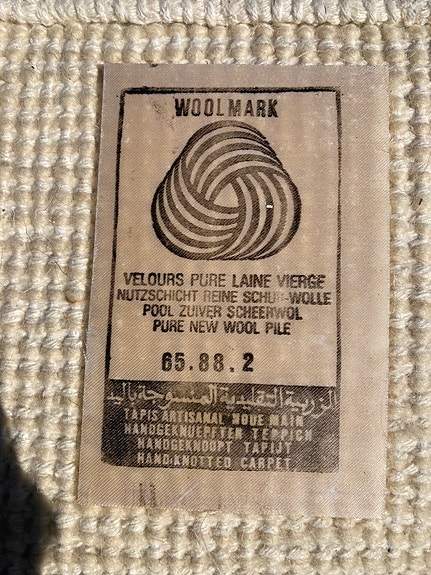 WOOLMARK
VELOURS PURE LAINE VIERGE
NUTZSCHICHT REINE SCHUR-WOLLE
POOL ZUIVER SCHEERWOL
PURE NEW WOOL PILE
65.88.2
الزربية التقليدية المنسوجة باليد
TAPIS ARTISANAL NOUE MAIN
HANDGEKNUEPFTER TEPPICH
HANDGEKNOOPT TAPIJT
HAND-KNOTTED CARPET